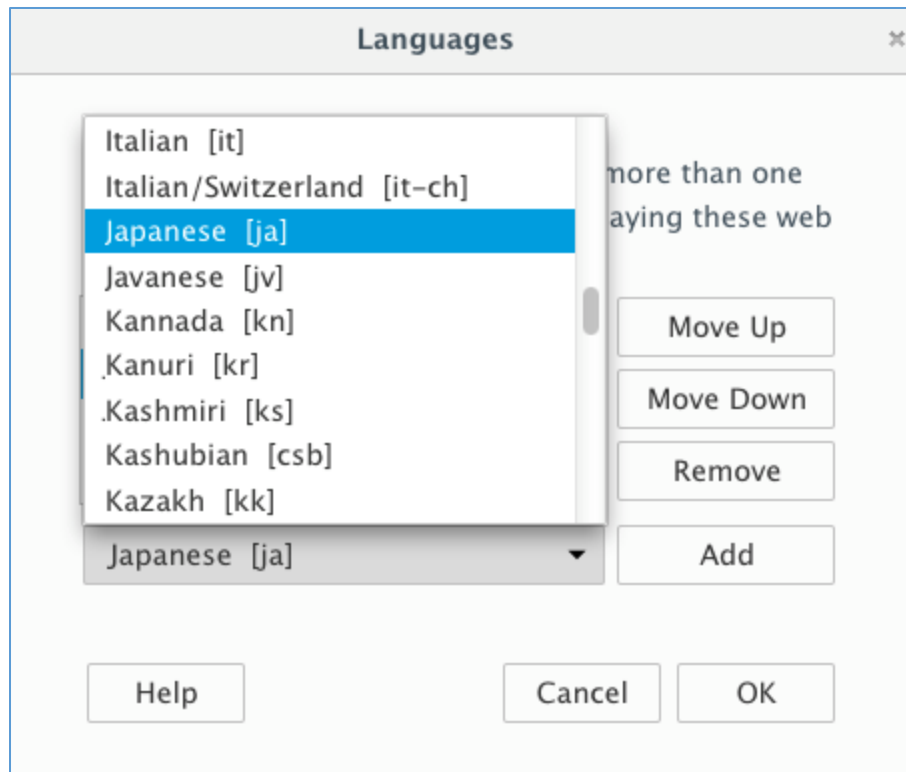 Languages
×
Italian [it]
Italian/Switzerland [it-ch]
more than one
Japanese [ja]
aying these web
Javanese [jv]
Kannada [kn]
Move Up
Kanuri [kr]
Move Down
Kashmiri [ks]
Kashubian [csb]
Remove
Kazakh [kk]
Japanese [ja]
Add
Help
Cancel
OK